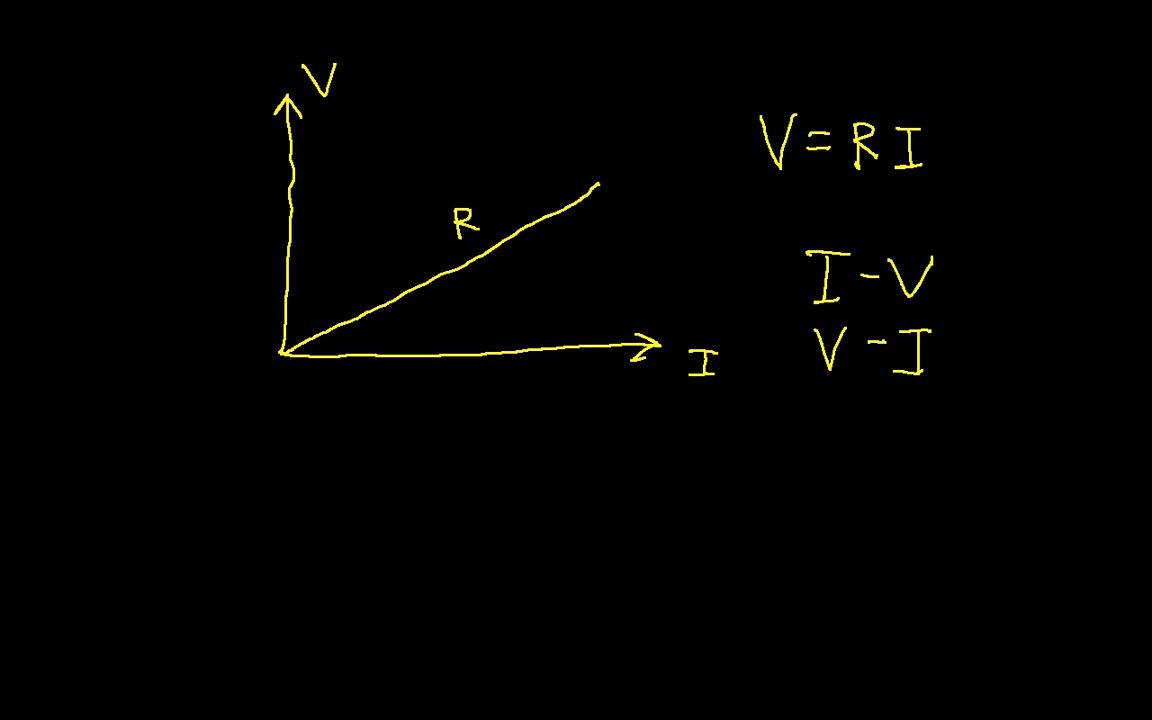 V
R
I
V = R I
I - V
V - I